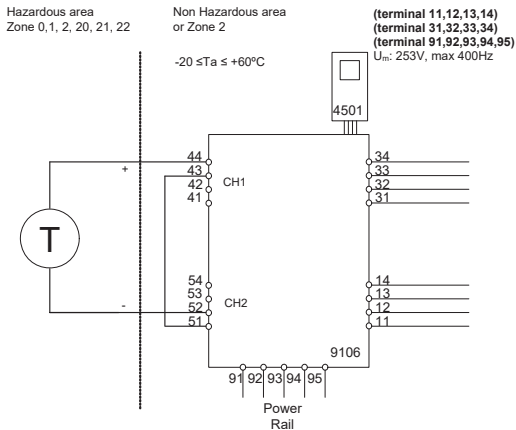 Hazardous area
Zone 0,1, 2, 20, 21, 22
Non Hazardous area
or Zone 2
-20 ≤Ta ≤ +60ºC
(terminal 11,12,13,14)
(terminal 31,32,33,34)
(terminal 91,92,93,94,95)
Um: 253V, max 400Hz
4501
44
43
42
41
CH1
34
33
32
31
+
T
-
54
53
52
51
CH2
14
13
12
11
9106
91 92 93 94 95
Power
Rail